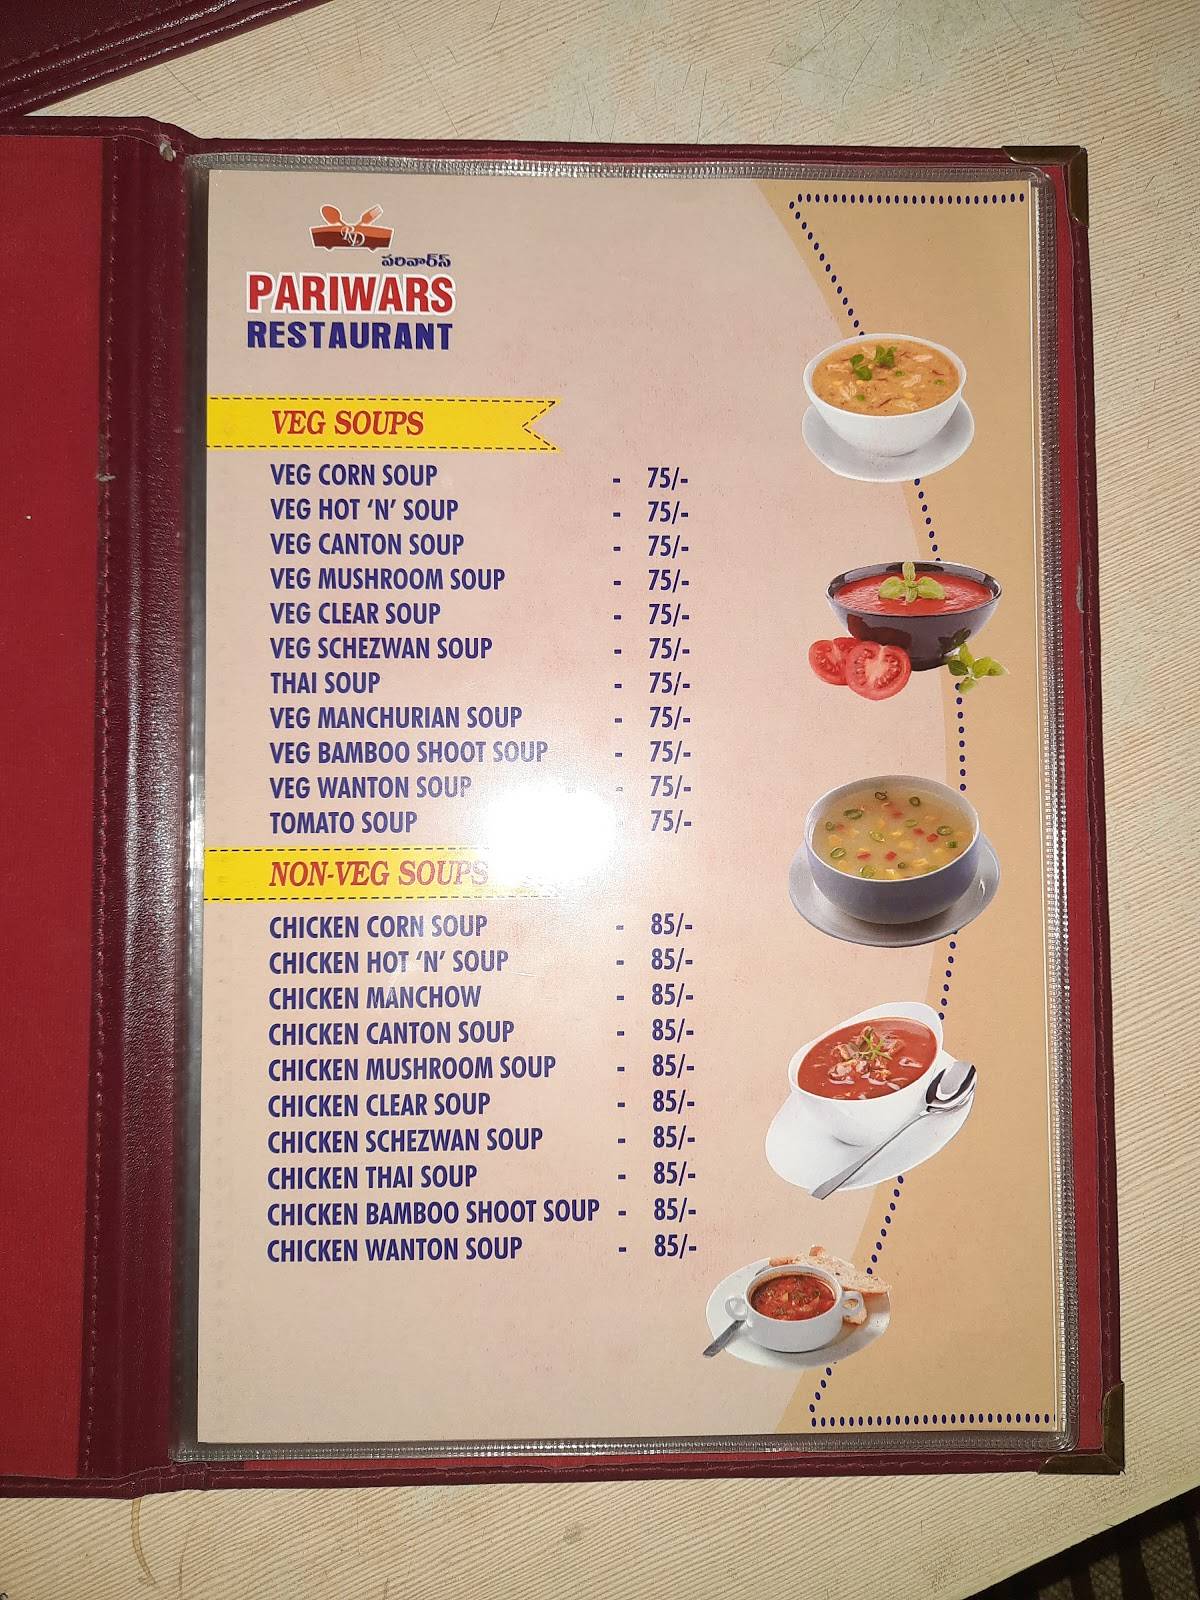 RD
పరివార్స్
PARIWARS
RESTAURANT
VEG SOUPS
VEG CORN SOUP - 75/-
VEG HOT ‘N’ SOUP - 75/-
VEG CANTON SOUP - 75/-
VEG MUSHROOM SOUP - 75/-
VEG CLEAR SOUP - 75/-
VEG SCHEZWAN SOUP - 75/-
THAI SOUP - 75/-
VEG MANCHURIAN SOUP - 75/-
VEG BAMBOO SHOOT SOUP - 75/-
VEG WANTON SOUP - 75/-
TOMATO SOUP - 75/-
NON-VEG SOUPS
CHICKEN CORN SOUP - 85/-
CHICKEN HOT ‘N’ SOUP - 85/-
CHICKEN MANCHOW - 85/-
CHICKEN CANTON SOUP - 85/-
CHICKEN MUSHROOM SOUP - 85/-
CHICKEN CLEAR SOUP - 85/-
CHICKEN SCHEZWAN SOUP - 85/-
CHICKEN THAI SOUP - 85/-
CHICKEN BAMBOO SHOOT SOUP - 85/-
CHICKEN WANTON SOUP - 85/-